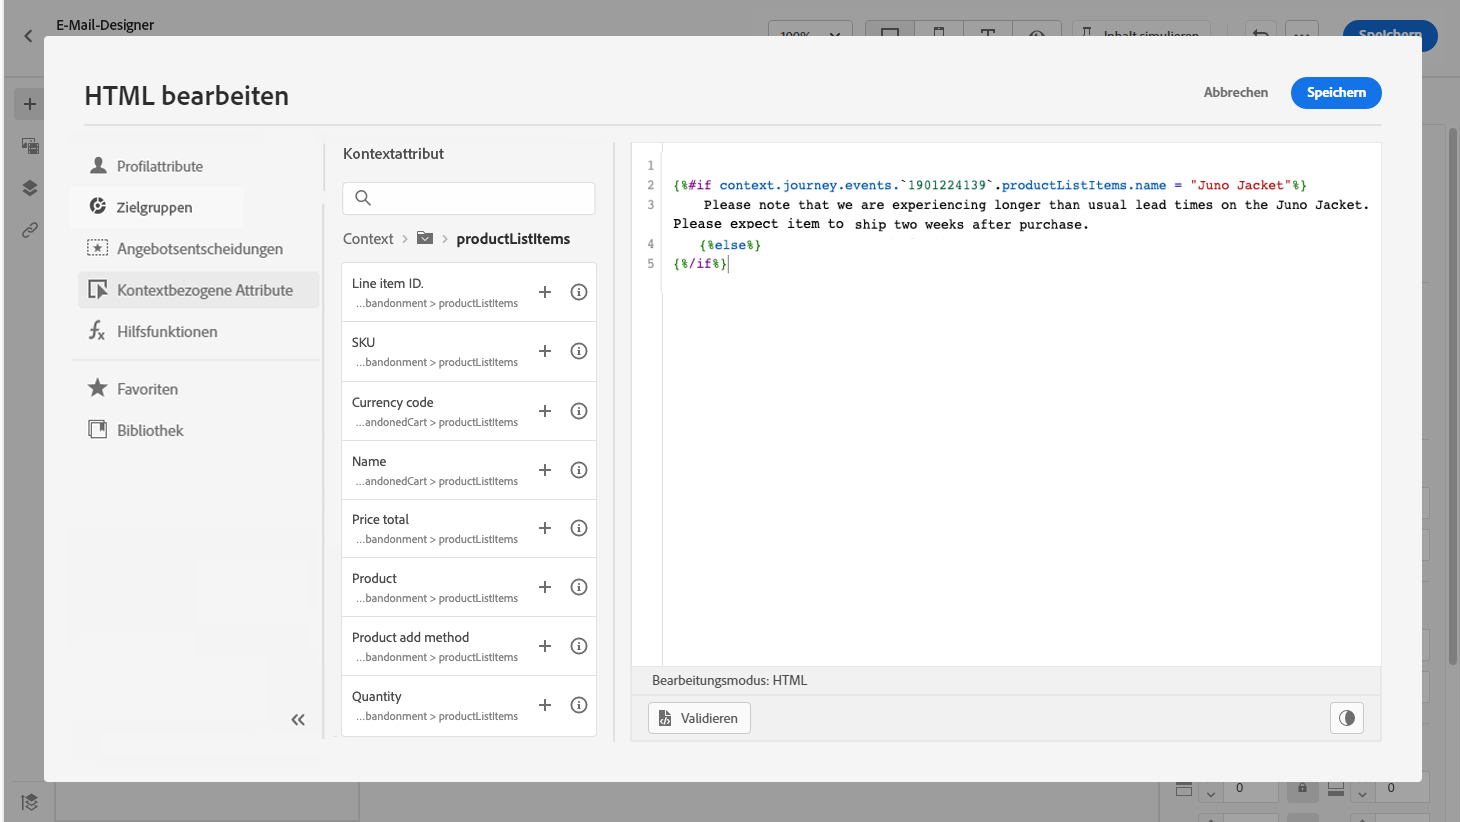 E-Mail-Designer
100%
Inhalt simulieren
Speichern
HTML bearbeiten
Abbrechen
Speichern
Profilattribute
Zielgruppen
Angebotsentscheidungen
Kontextbezogene Attribute
Hilfsfunktionen
Favoriten
Bibliothek
Kontextattribut
Context > productListItems
Line item ID.
...bandonment > productListItems
SKU
...bandonment > productListItems
Currency code
...andonedCart > productListItems
Name
...andonedCart > productListItems
Price total
...bandonment > productListItems
Product
...bandonment > productListItems
Product add method
...bandonment > productListItems
Quantity
...bandonment > productListItems
1
2 {%#if context.journey.events.`1901224139`.productListItems.name = "Juno Jacket"%}
3 Please note that we are experiencing longer than usual lead times on the Juno Jacket.
Please expect item to ship two weeks after purchase.
4 {%else%}
5 {%/if%}
Bearbeitungsmodus: HTML
Validieren
0
0